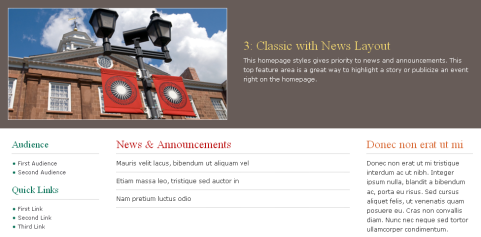 3: Classic with News Layout
This homepage styles gives priority to news and announcements. This
top feature area is a great way to highlight a story or publicize an event
right on the homepage.
Audience
First Audience
Second Audience
Quick Links
First Link
Second Link
Third Link
News & Announcements
Mauris velit lacus, bibendum ut aliquam vel
Etiam massa leo, tristique sed auctor in
Nam pretium luctus odio
Donec non erat ut mi
Donec non erat ut mi tristique
interdum ac ut nibh. Integer
ipsum nulla, blandit a bibendum
ac, porta eu risus. Sed cursus
aliquet felis, ut venenatis quam
posuere eu. Cras non convallis
diam. Nunc nec neque sed tortor
ullamcorper condimentum.